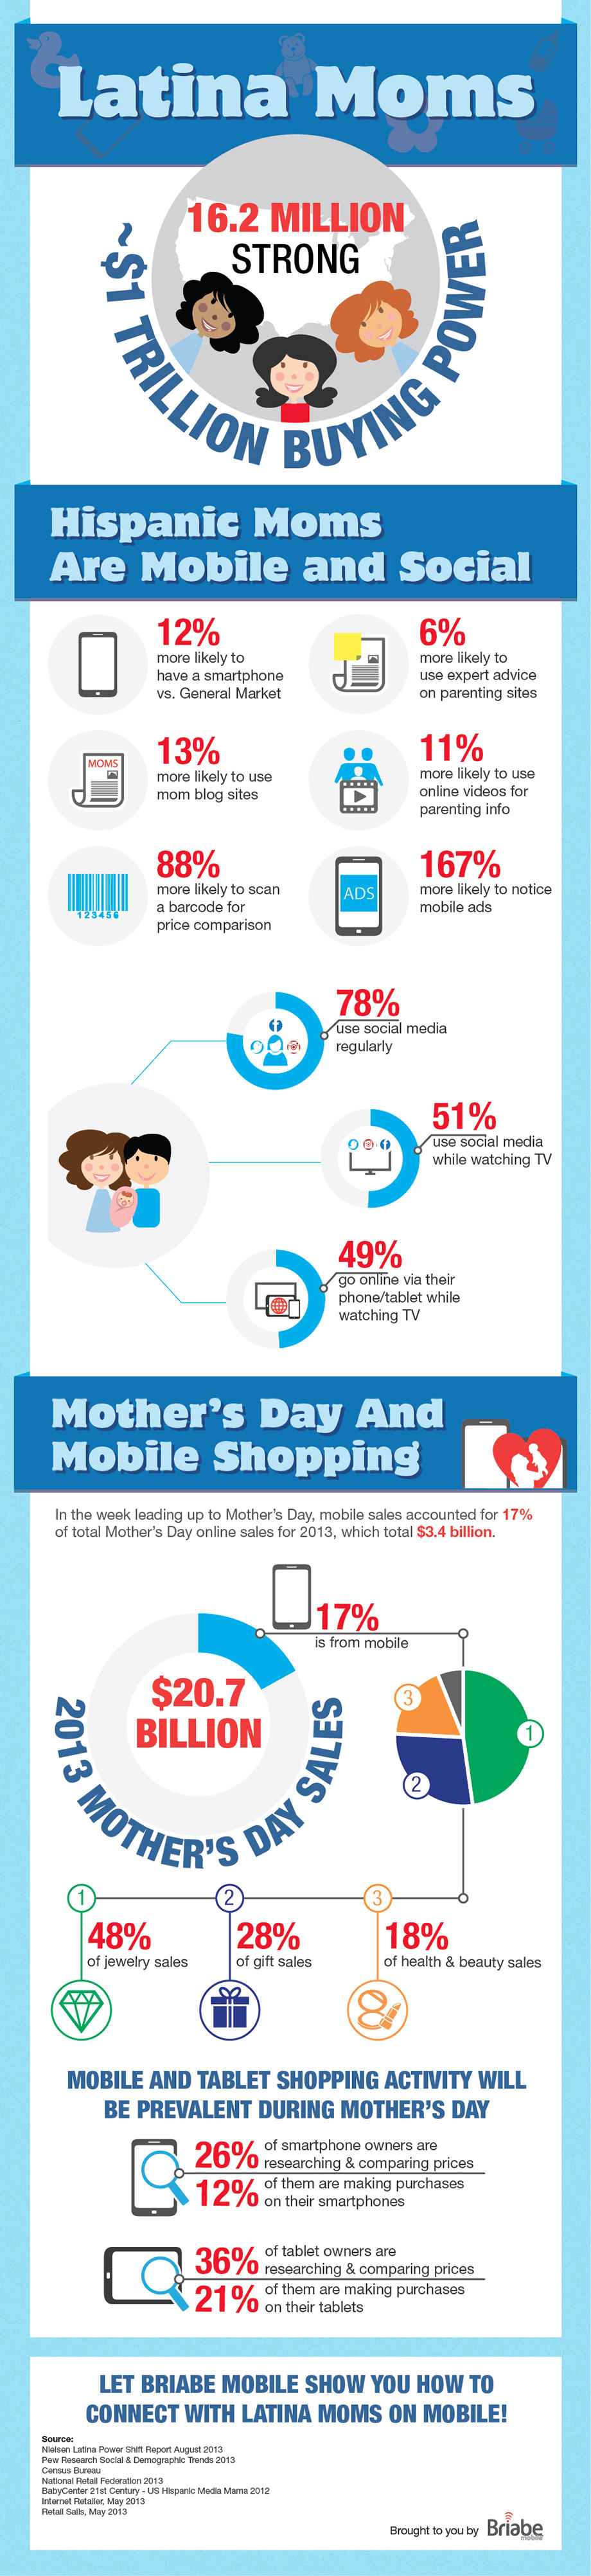 Latina Moms
16.2 MILLION
STRONG
~$1 TRILLION BUYING POWER
Hispanic Moms
Are Mobile and Social
12%
more likely to
have a smartphone
vs. General Market
6%
more likely to
use expert advice
on parenting sites
MOMS
13%
more likely to use
mom blog sites
11%
more likely to use
online videos for
parenting info
123456
88%
more likely to scan
a barcode for
price comparison
ADS
167%
more likely to notice
mobile ads
78%
use social media
regularly
51%
use social media
while watching TV
49%
go online via their
phone/tablet while
watching TV
Mother's Day And
Mobile Shopping
In the week leading up to Mother's Day, mobile sales accounted for 17%
of total Mother's Day online sales for 2013, which total $3.4 billion.
17%
is from mobile
$20.7
BILLION
2013 MOTHER'S DAY SALES
3
1
2
1
2
3
48%
of jewelry sales
28%
of gift sales
18%
of health & beauty sales
MOBILE AND TABLET SHOPPING ACTIVITY WILL
BE PREVALENT DURING MOTHER'S DAY
26% of smartphone owners are
researching & comparing prices
12% of them are making purchases
on their smartphones
36% of tablet owners are
researching & comparing prices
21% of them are making purchases
on their tablets
LET BRIABE MOBILE SHOW YOU HOW TO
CONNECT WITH LATINA MOMS ON MOBILE!
Source:
Nielsen Latina Power Shift Report August 2013
Pew Research Social & Demographic Trends 2013
Census Bureau
National Retail Federation 2013
BabyCenter 21st Century - US Hispanic Media Mama 2012
Internet Retailer, May 2013
Retail Sails, May 2013
Brought to you by Briabe
mobile